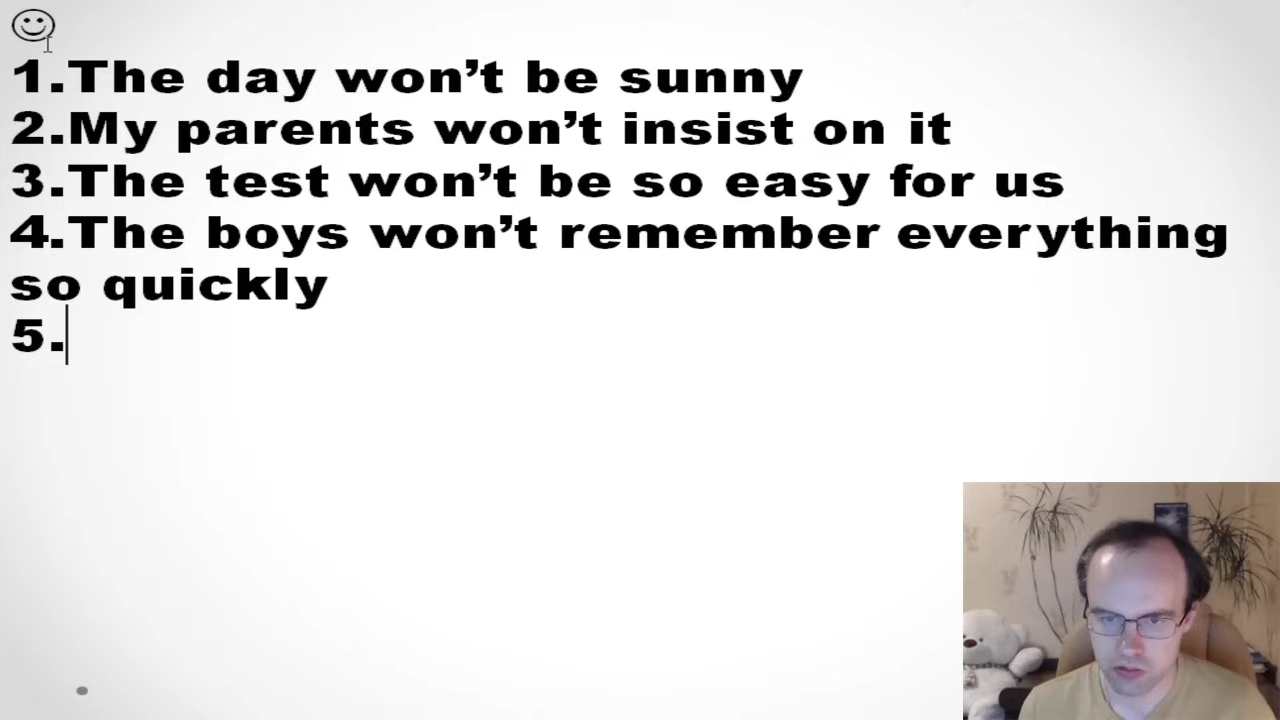 1.The day won’t be sunny
2.My parents won’t insist on it
3.The test won’t be so easy for us
4.The boys won’t remember everything
so quickly
5.